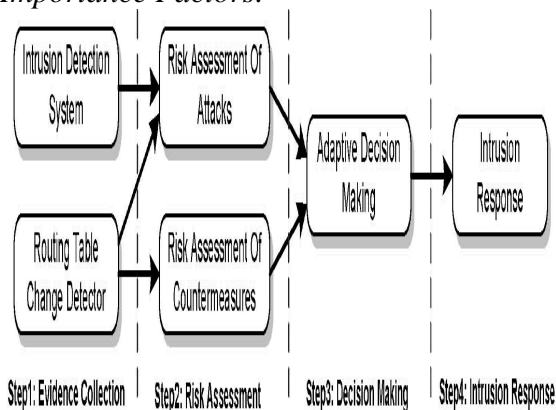 Importance Factors.
Intrusion Detection
System
Risk Assessment Of
Attacks
Adaptive Decision
Making
Intrusion
Response
Routing Table
Change Detector
Risk Assessment Of
Countermeasures
Step1: Evidence Collection
Step2: Risk Assessment
Step3: Decision Making
Step4: Intrusion Response